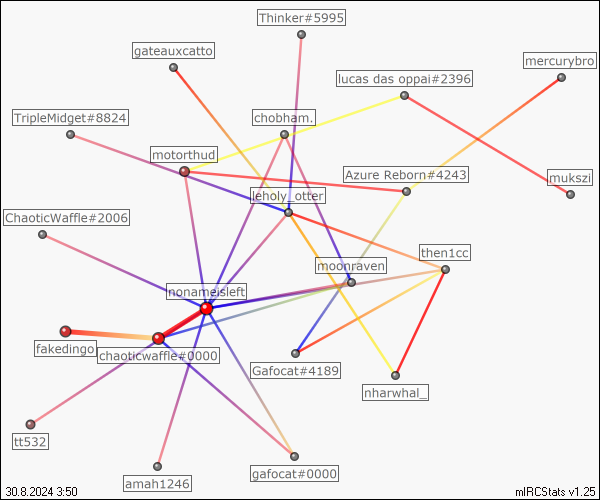 Thinker#5995
gateauxcatto
mercurybro
lucas das oppai#2396
TripleMidget#8824
chobham.
motorthud
Azure Reborn#4243
mukszi
leholy_otter
ChaoticWaffle#2006
then1cc
moonraven
nonameisleft
fakedingo
chaoticwaffle#0000
Gafocat#4189
nharwhal_
tt532
gafocat#0000
amah1246
30.8.2024 3:50
mIRCStats v1.25